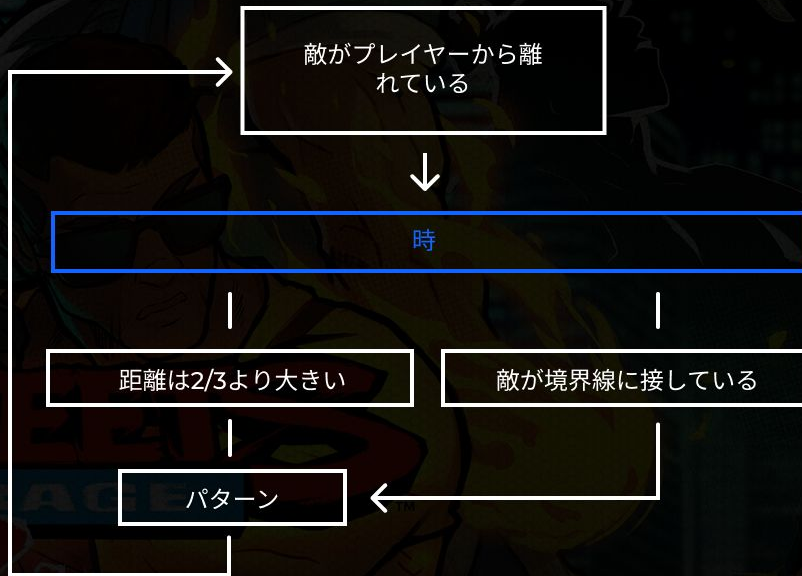 敵がプレイヤーから離
れている
時
距離は2/3より大きい
敵が境界線に接している
パターン
AGE
TM